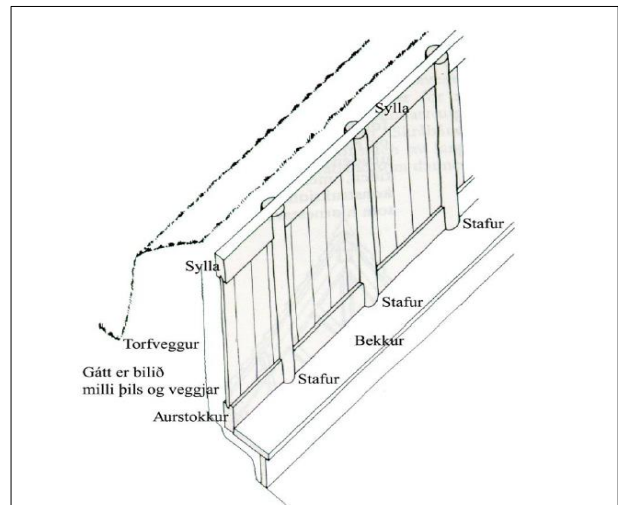 Sylla
Sylla
Stafur
Stafur
Torfveggur
Bekkur
Gátt er bilið
milli þils og veggjar
Stafur
Aurstokkur